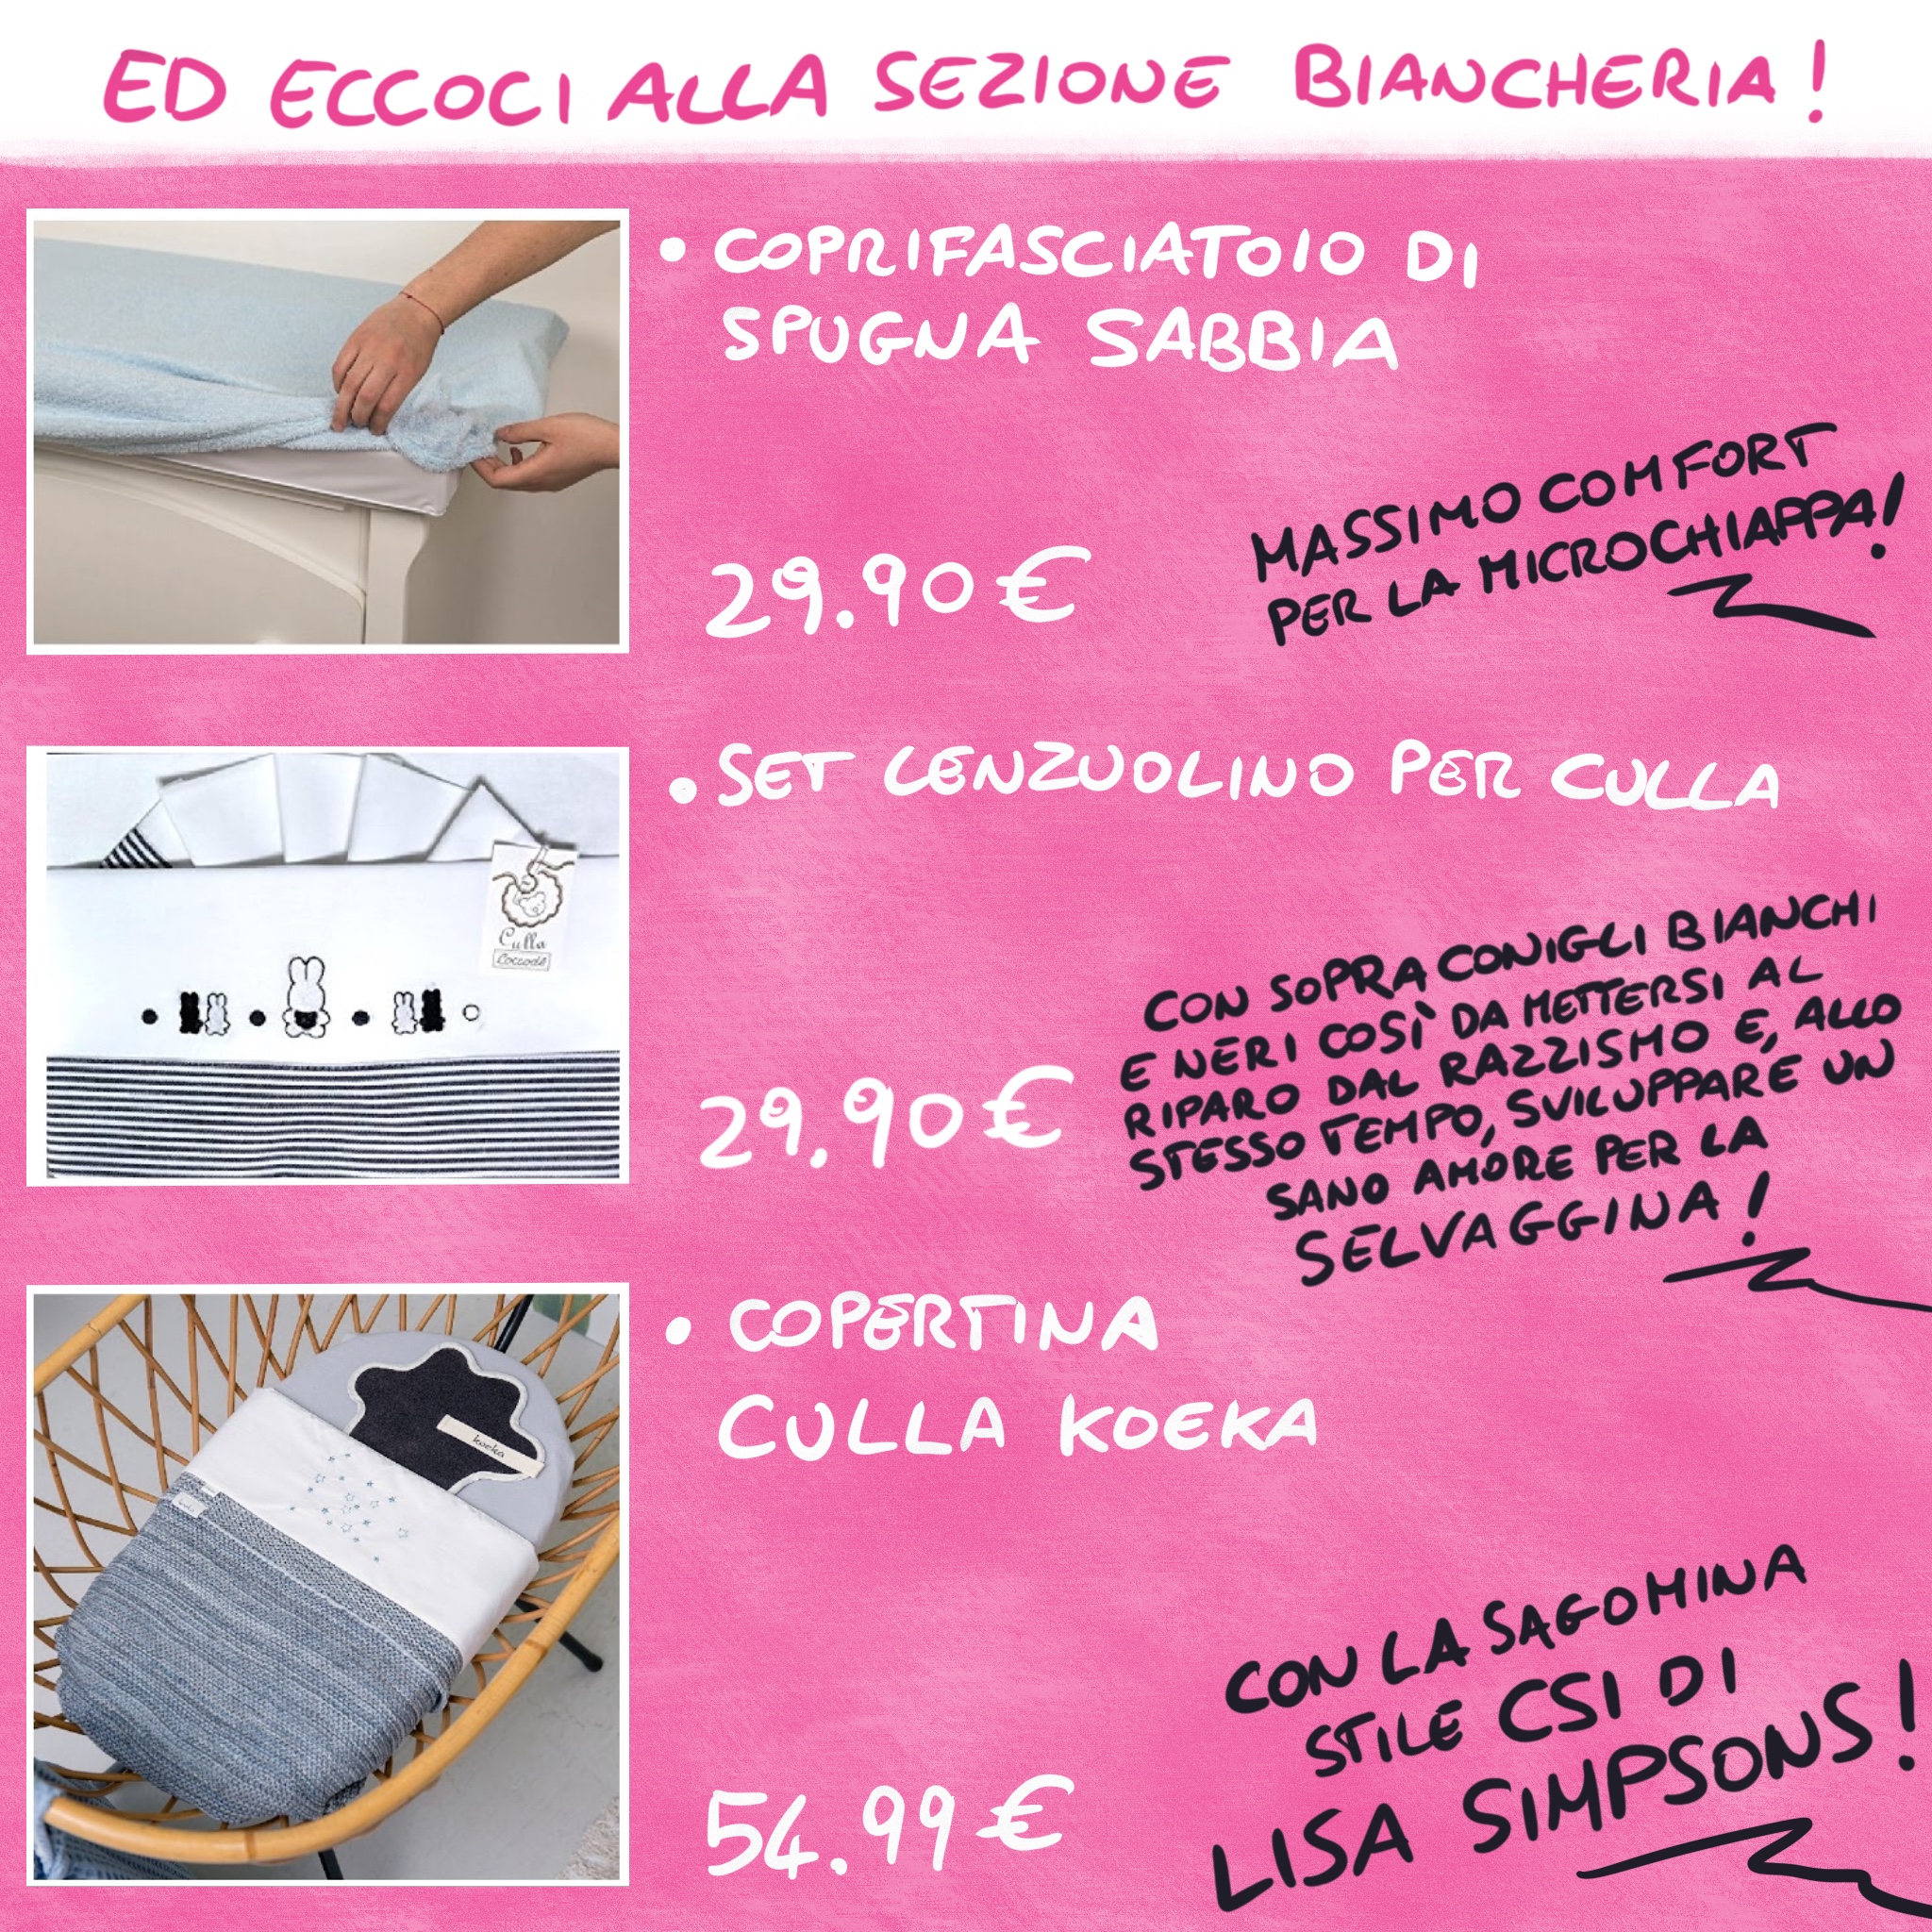 ED ECCOCI ALLA SEZIONE BIANCHERIA!
• COPRIFASCIATOIO DI
SPUGNA SABBIA
29.90€
MASSIMO COMFORT
PER LA MICROCHIAPPA!
• SET LENZUOLINO PER CULLA
Culla
Coccodè
29.90€
CON SOPRA CONIGLI BIANCHI
E NERI COSÌ DA METTERSI AL
RIPARO DAL RAZZISMO E, ALLO
STESSO TEMPO, SVILUPPARE UN
SANO AMORE PER LA
SELVAGGINA!
• COPERTINA
CULLA KOEKA
koeka
54.99€
CON LA SAGOMINA
STILE CSI DI
LISA SIMPSONS!